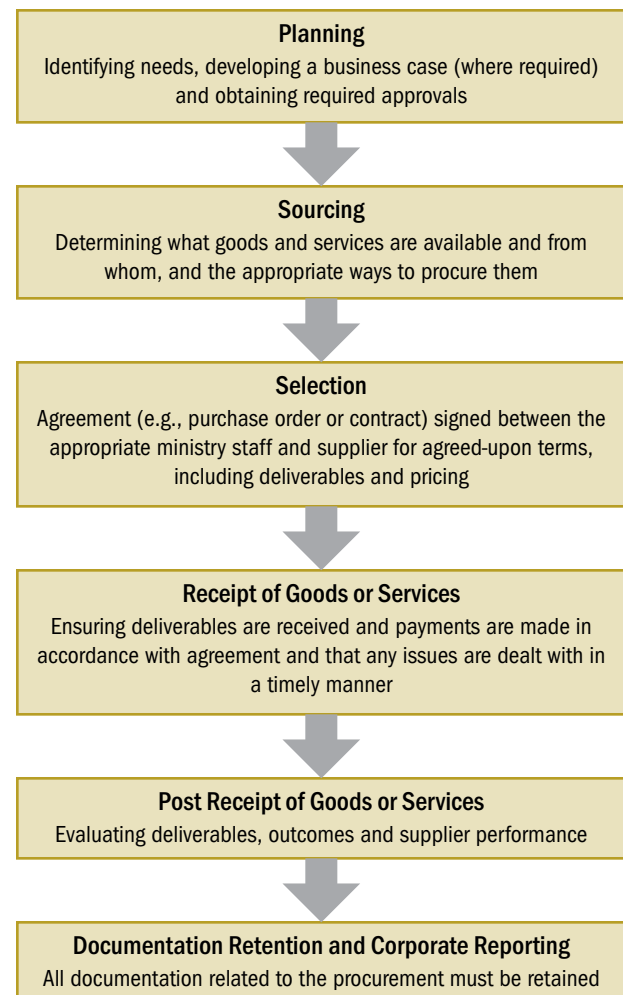 Planning
Identifying needs, developing a business case (where required)
and obtaining required approvals
Sourcing
Determining what goods and services are available and from
whom, and the appropriate ways to procure them
Selection
Agreement (e.g., purchase order or contract) signed between the
appropriate ministry staff and supplier for agreed-upon terms,
including deliverables and pricing
Receipt of Goods or Services
Ensuring deliverables are received and payments are made in
accordance with agreement and that any issues are dealt with in
a timely manner
Post Receipt of Goods or Services
Evaluating deliverables, outcomes and supplier performance
Documentation Retention and Corporate Reporting
All documentation related to the procurement must be retained